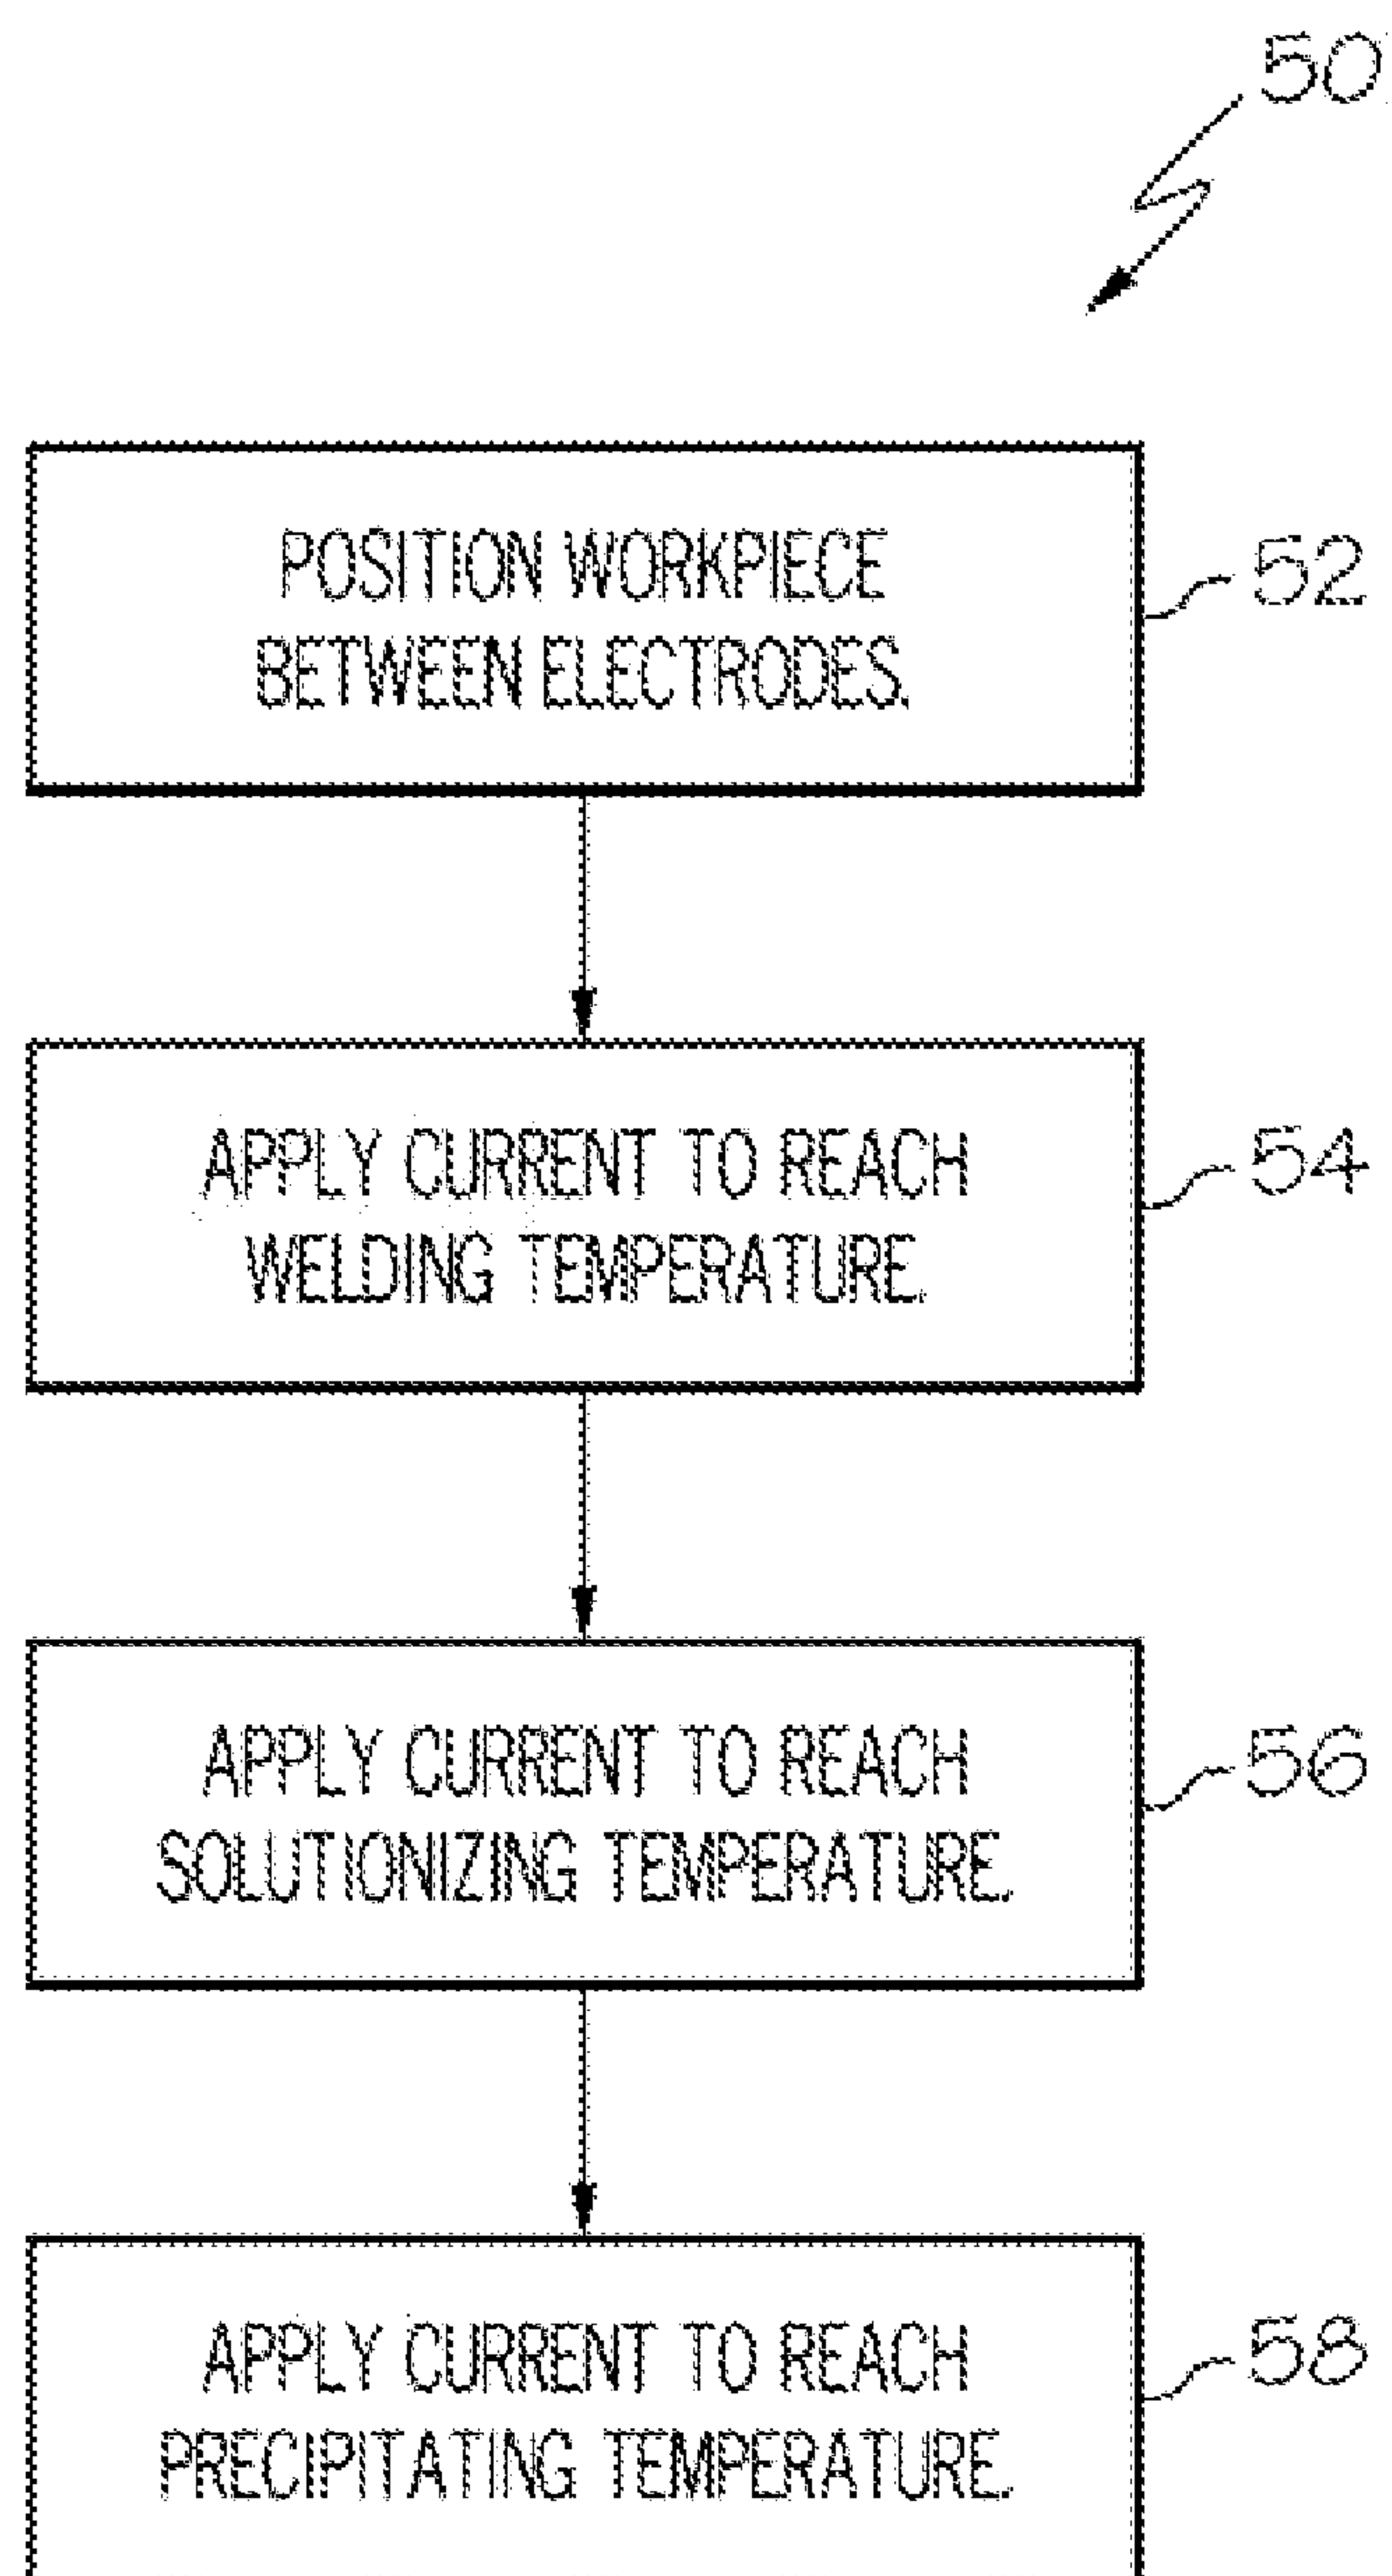 50
POSITION WORKPIECE
BETWEEN ELECTRODES.
52
APPLY CURRENT TO REACH
WELDING TEMPERATURE.
54
APPLY CURRENT TO REACH
SOLUTIONIZING TEMPERATURE.
56
APPLY CURRENT TO REACH
PRECIPITATING TEMPERATURE.
58